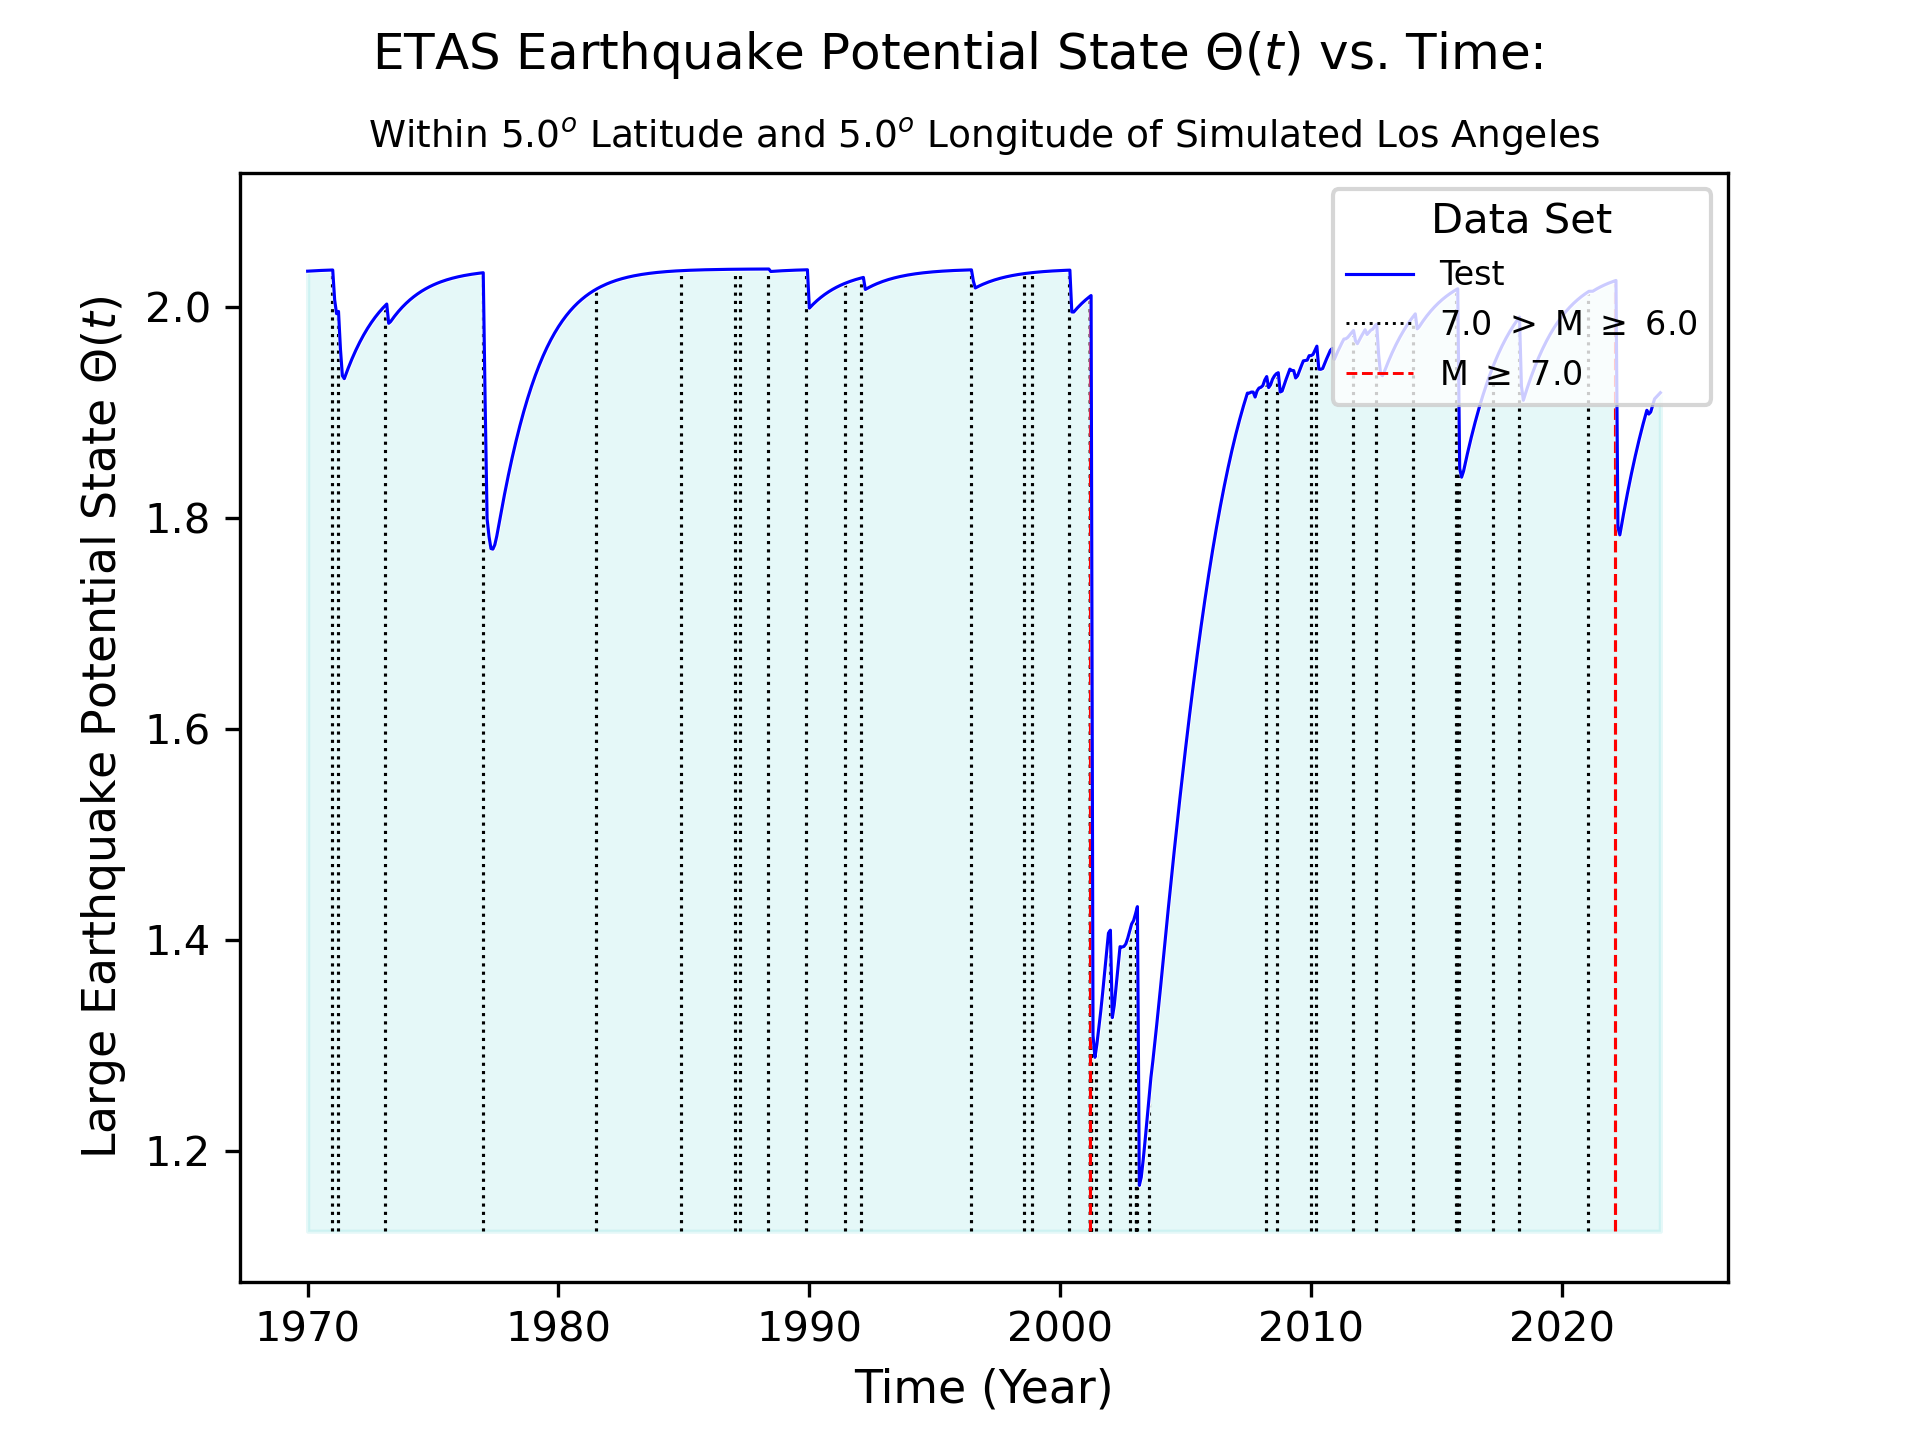 ETAS Earthquake Potential State Θ(t) vs. Time:
Within 5.0° Latitude and 5.0° Longitude of Simulated Los Angeles
Data Set
Test
7.0 > M ≥ 6.0
M ≥ 7.0
Large Earthquake Potential State Θ(t)
2.0
1.8
1.6
1.4
1.2
1970 1980 1990 2000 2010 2020
Time (Year)